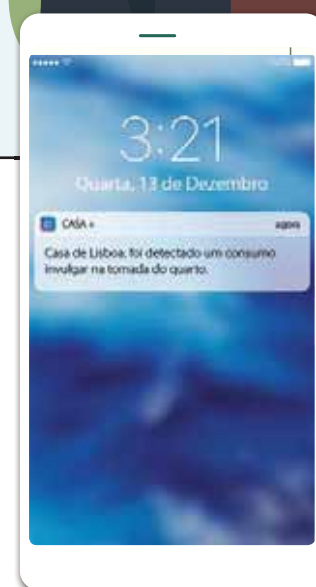 3:21
Quarta, 13 de Dezembro
CASA + agora
Casa de Lisboa, foi detectado um consumo
invulgar na tomada do quarto.